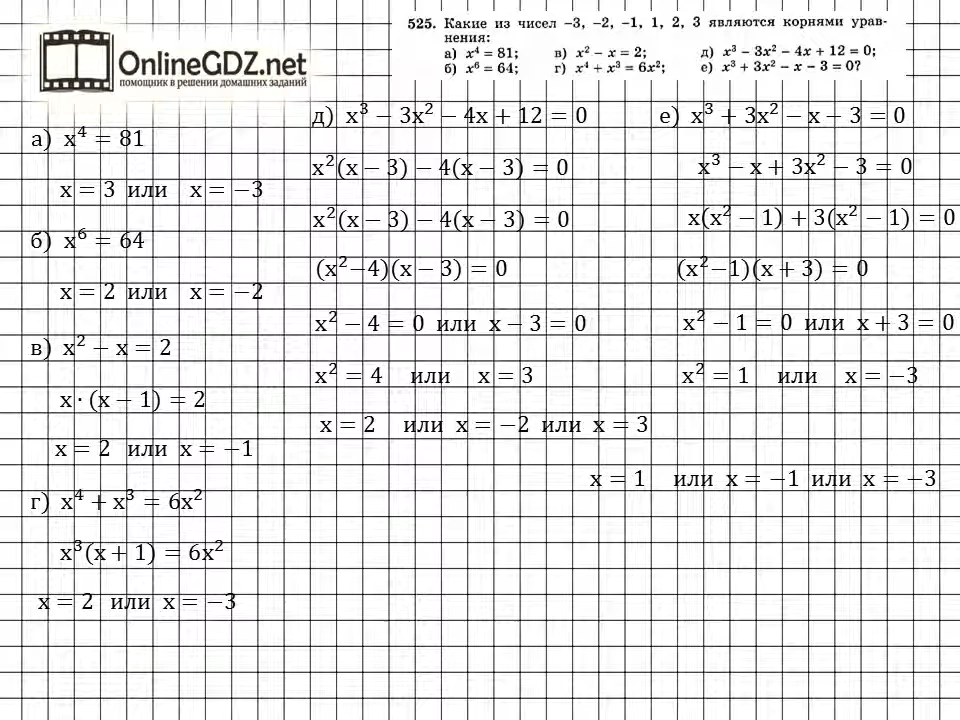 OnlineGDZ.net
помощник в решении домашних заданий
525. Какие из чисел −3, −2, −1, 1, 2, 3 являются корнями урав-
нения:
а) x⁴ = 81; в) x² − x = 2; д) x³ − 3x² − 4x + 12 = 0;
б) x⁶ = 64; г) x⁴ + x³ = 6x²; е) x³ + 3x² − x − 3 = 0?
а) x⁴ = 81
x = 3 или x = −3
б) x⁶ = 64
x = 2 или x = −2
в) x² − x = 2
x · (x − 1) = 2
x = 2 или x = −1
г) x⁴ + x³ = 6x²
x³(x + 1) = 6x²
x = 2 или x = −3
д) x³ − 3x² − 4x + 12 = 0
x²(x − 3) − 4(x − 3) = 0
x²(x − 3) − 4(x − 3) = 0
(x²−4)(x − 3) = 0
x² − 4 = 0 или x − 3 = 0
x² = 4 или x = 3
x = 2 или x = −2 или x = 3
е) x³ + 3x² − x − 3 = 0
x³ − x + 3x² − 3 = 0
x(x² − 1) + 3(x² − 1) = 0
(x²−1)(x + 3) = 0
x² − 1 = 0 или x + 3 = 0
x² = 1 или x = −3
x = 1 или x = −1 или x = −3